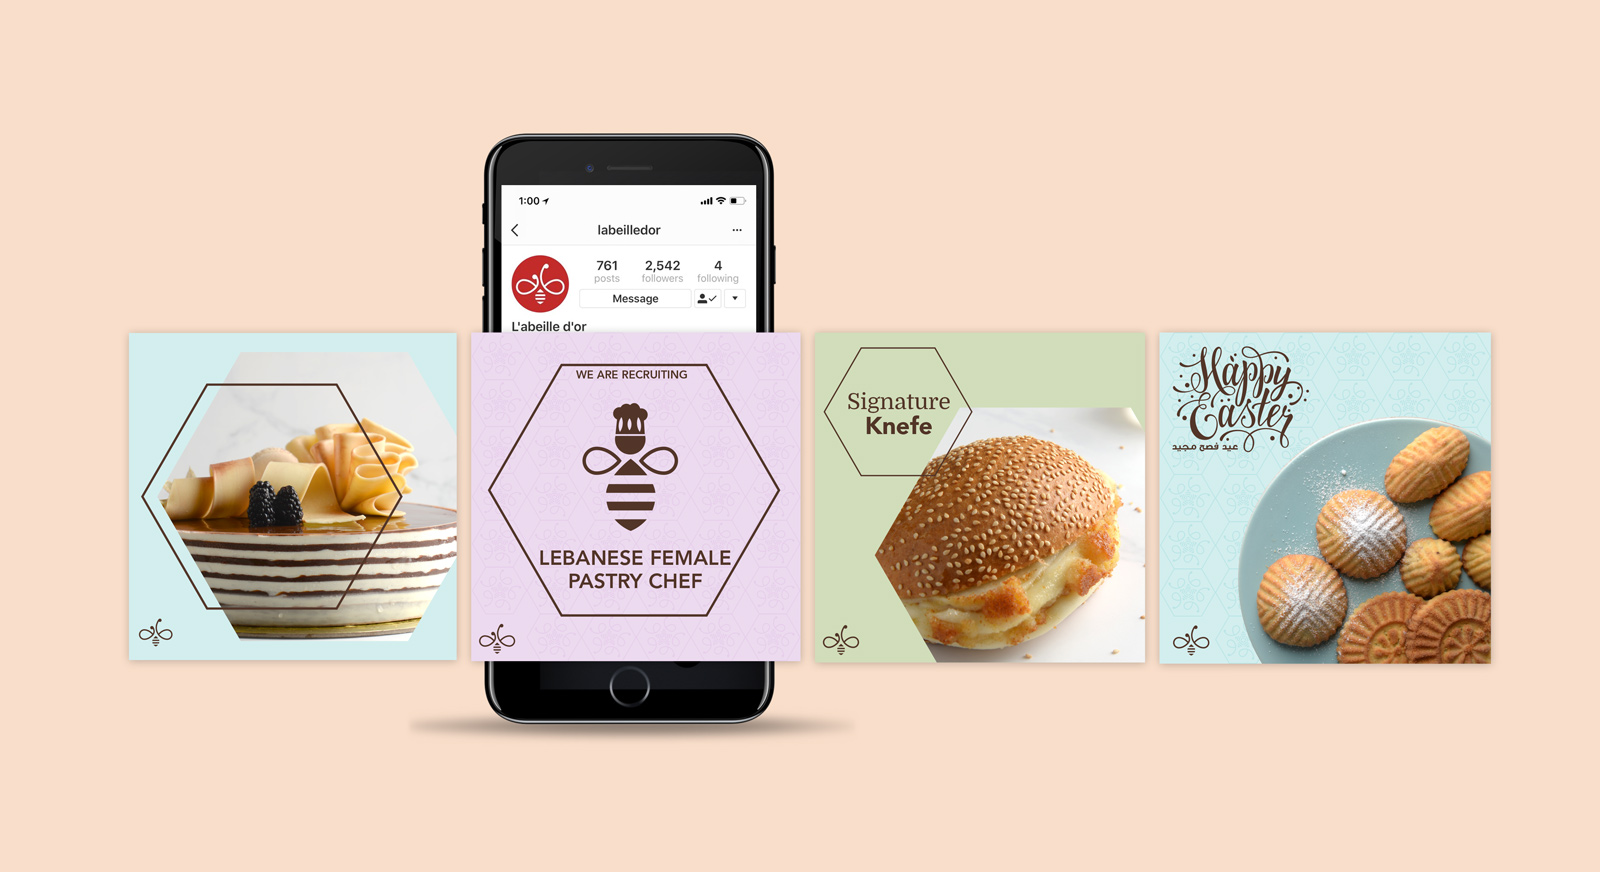 1:00
labeilledor
761 2,542 4
posts followers following
Message
L'abeille d'or
WE ARE RECRUITING
LEBANESE FEMALE
PASTRY CHEF
Signature
Knefe
Happy
Easter
عيد فصح مجيد